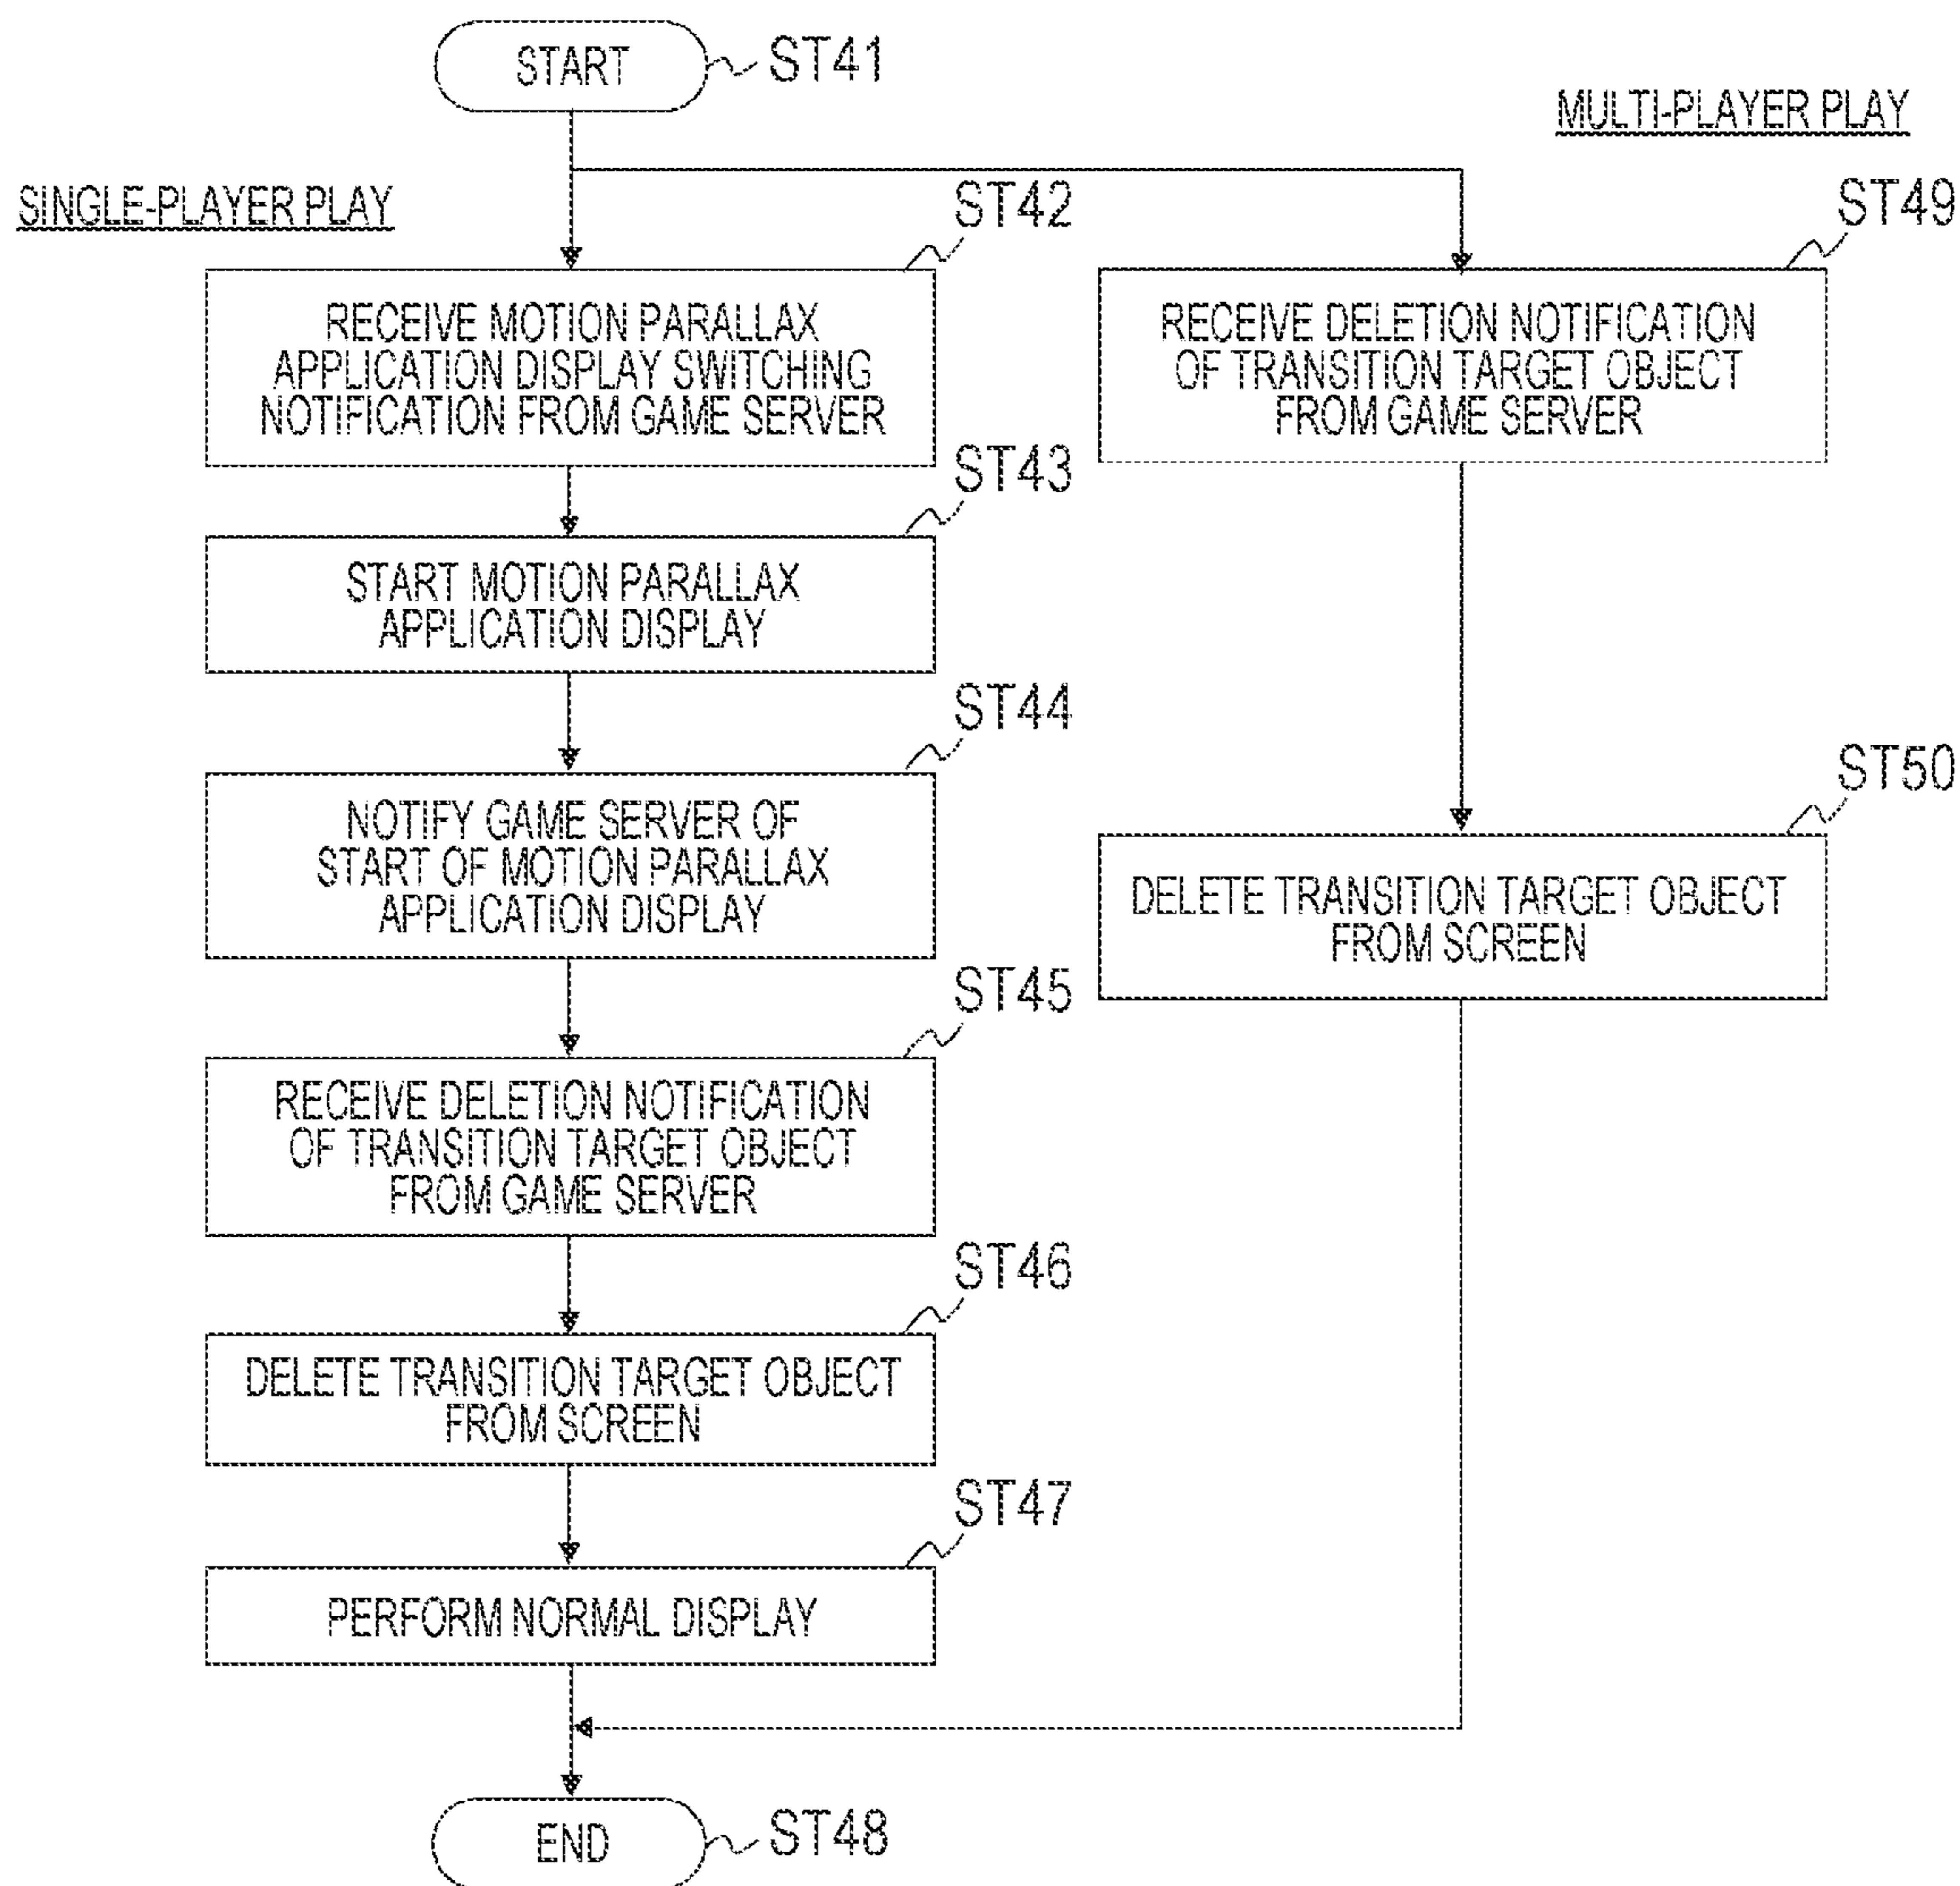 START
ST41
MULTI-PLAYER PLAY
SINGLE-PLAYER PLAY
ST42
RECEIVE MOTION PARALLAX
APPLICATION DISPLAY SWITCHING
NOTIFICATION FROM GAME SERVER
ST43
START MOTION PARALLAX
APPLICATION DISPLAY
ST44
NOTIFY GAME SERVER OF
START OF MOTION PARALLAX
APPLICATION DISPLAY
ST45
RECEIVE DELETION NOTIFICATION
OF TRANSITION TARGET OBJECT
FROM GAME SERVER
ST46
DELETE TRANSITION TARGET OBJECT
FROM SCREEN
ST47
PERFORM NORMAL DISPLAY
ST49
RECEIVE DELETION NOTIFICATION
OF TRANSITION TARGET OBJECT
FROM GAME SERVER
ST50
DELETE TRANSITION TARGET OBJECT
FROM SCREEN
END
ST48